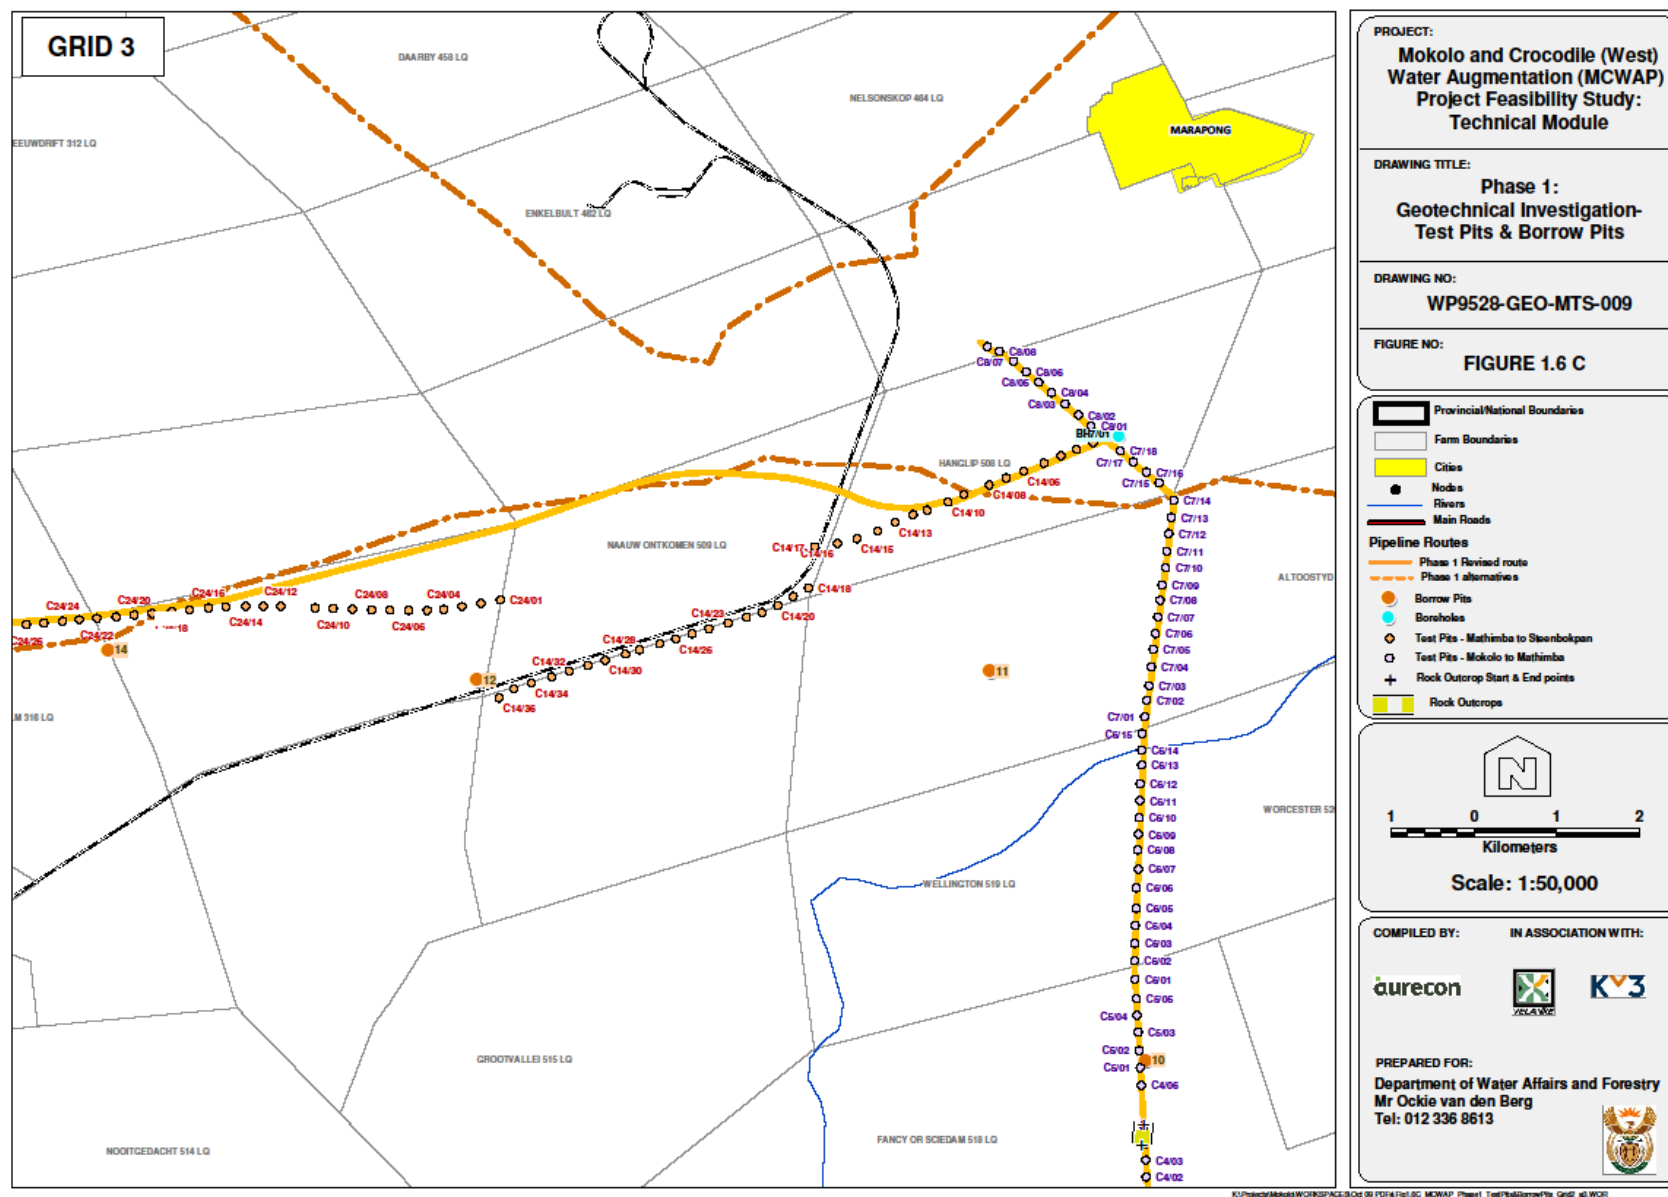 GRID 3
DAARBY 458 LQ
NELSONSKOP 464 LQ
MARAPONG
EEUWDRIFT 312 LQ
ENKELBULT 462 LQ
C8/08
C8/07
C8/06
C8/05
C8/04
C8/03
C8/02
C8/01
BH7/01
C7/18
C7/17
C7/16
C7/15
C7/14
C7/13
C7/12
C7/11
C7/10
C7/09
C7/08
C7/07
C7/06
C7/05
C7/04
C7/03
C7/02
C7/01
HANGLIP 508 LQ
C14/06
C14/08
C14/10
C14/13
C14/15
C14/16
C14/17
C14/18
C14/20
C14/23
C14/26
C14/28
C14/30
C14/32
C14/34
C14/36
NAAUW ONTKOMEN 509 LQ
ALTOOSTYD
C24/01
C24/04
C24/06
C24/08
C24/10
C24/12
C24/14
C24/16
C24/20
C24/22
C24/24
C24/26
14
12
11
LM 316 LQ
C6/15
C6/14
C6/13
C6/12
C6/11
C6/10
C6/09
C6/08
C6/07
C6/06
C6/05
C6/04
C6/03
C6/02
C6/01
WORCESTER 52
WELLINGTON 519 LQ
C5/05
C5/04
C5/03
C5/02
C5/01
10
C4/06
C4/03
C4/02
GROOTVALLEI 515 LQ
NOOITGEDACHT 514 LQ
FANCY OR SCIEDAM 518 LQ
PROJECT:
Mokolo and Crocodile (West)
Water Augmentation (MCWAP)
Project Feasibility Study:
Technical Module
DRAWING TITLE:
Phase 1:
Geotechnical Investigation-
Test Pits & Borrow Pits
DRAWING NO:
WP9528-GEO-MTS-009
FIGURE NO:
FIGURE 1.6 C
Provincial/National Boundaries
Farm Boundaries
Cities
Nodes
Rivers
Main Roads
Pipeline Routes
Phase 1 Revised route
Phase 1 alternatives
Borrow Pits
Boreholes
Test Pits - Mathimba to Steenbokpan
Test Pits - Mokolo to Mathimba
Rock Outcrop Start & End points
Rock Outcrops
N
1 0 1 2
Kilometers
Scale: 1:50,000
COMPILED BY: IN ASSOCIATION WITH:
aurecon
VELANKE
KV3
PREPARED FOR:
Department of Water Affairs and Forestry
Mr Ockie van den Berg
Tel: 012 336 8613